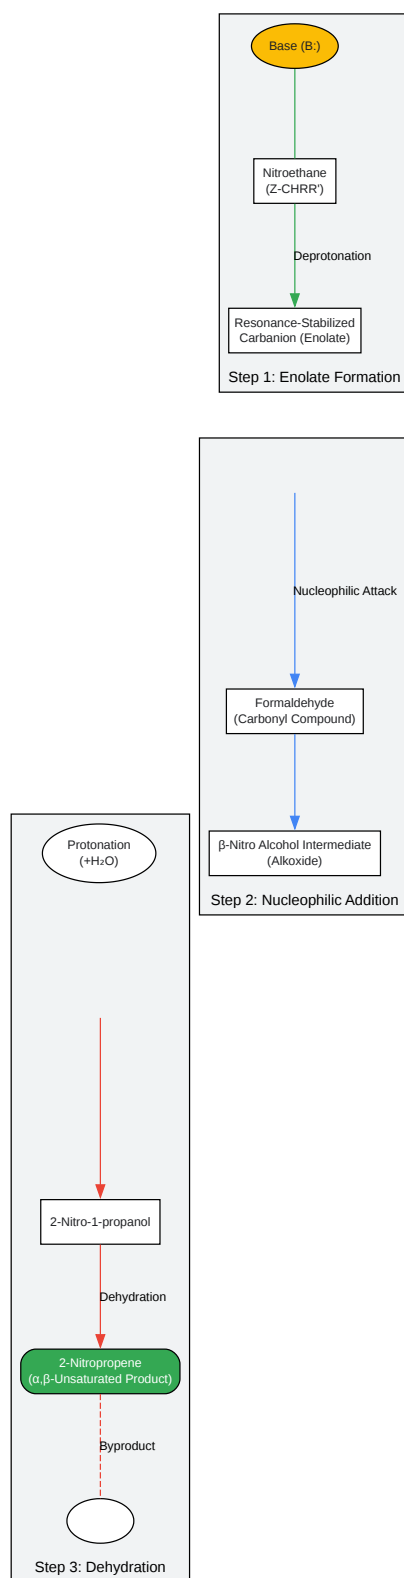 Base (B:)
Nitroethane
(Z-CHRR')
Deprotonation
Resonance-Stabilized
Carbanion (Enolate)
Step 1: Enolate Formation
Nucleophilic Attack
Formaldehyde
(Carbonyl Compound)
β-Nitro Alcohol Intermediate
(Alkoxide)
Step 2: Nucleophilic Addition
Protonation
(+H₂O)
2-Nitro-1-propanol
Dehydration
2-Nitropropene
(α,β-Unsaturated Product)
Byproduct
Step 3: Dehydration